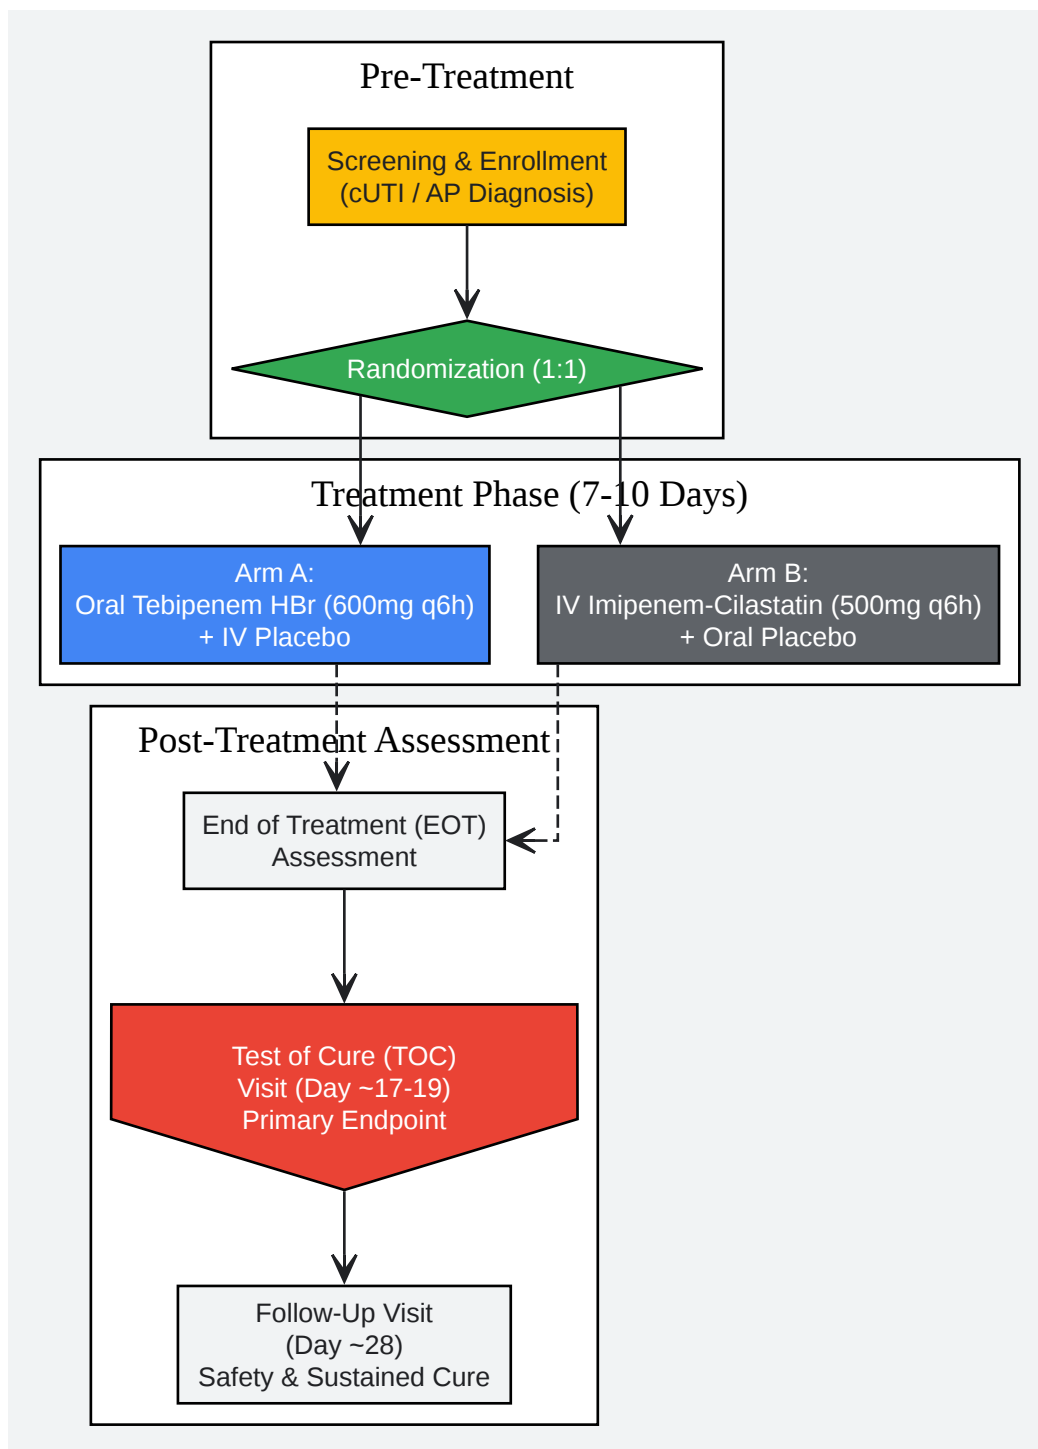 Pre-Treatment
Screening & Enrollment
(cUTI / AP Diagnosis)
Randomization (1:1)
Treatment Phase (7-10 Days)
Arm A:
Oral Tebipenem HBr (600mg q6h)
+ IV Placebo
Arm B:
IV Imipenem-Cilastatin (500mg q6h)
+ Oral Placebo
Post-Treatment Assessment
End of Treatment (EOT)
Assessment
Test of Cure (TOC)
Visit (Day ~17-19)
Primary Endpoint
Follow-Up Visit
(Day ~28)
Safety & Sustained Cure